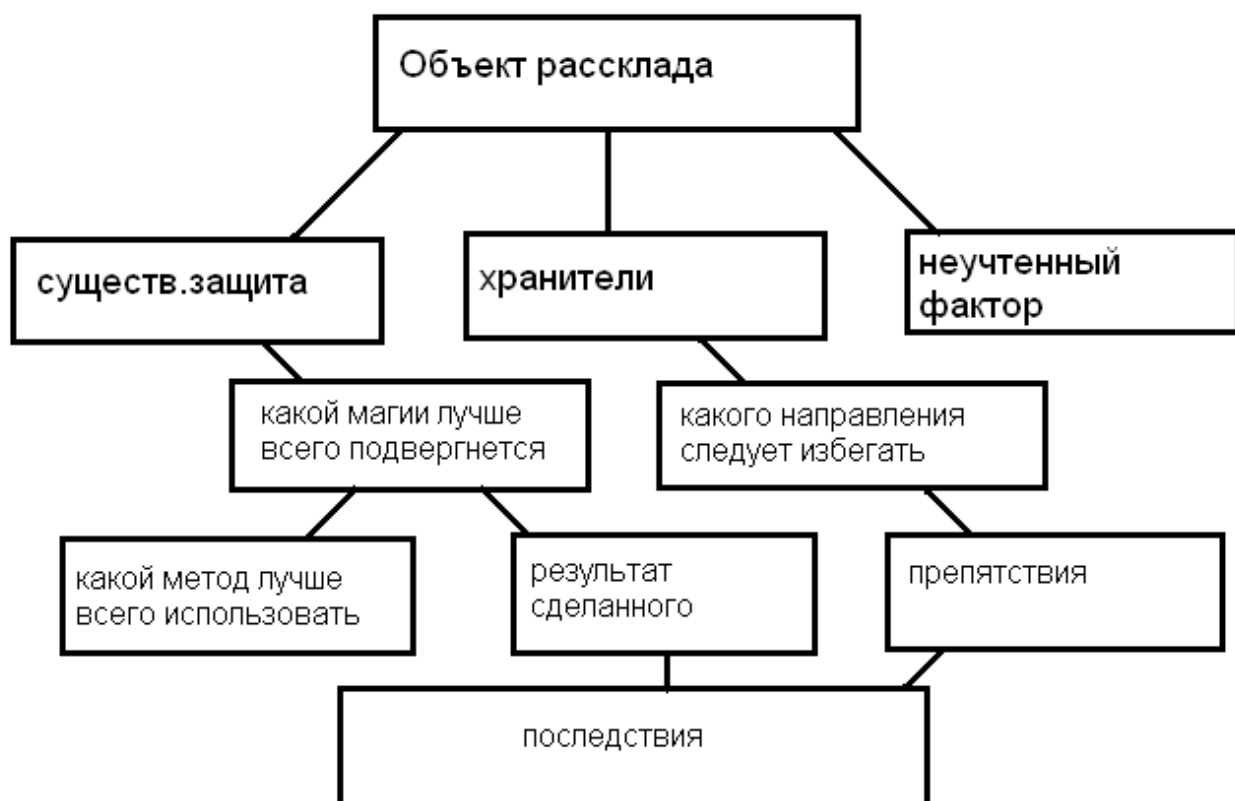 Объект рассклада
существ.защита
хранители
неучтенный
фактор
какой магии лучше
всего подвергнется
какого направления
следует избегать
какой метод лучше
всего использовать
результат
сделанного
препятствия
последствия